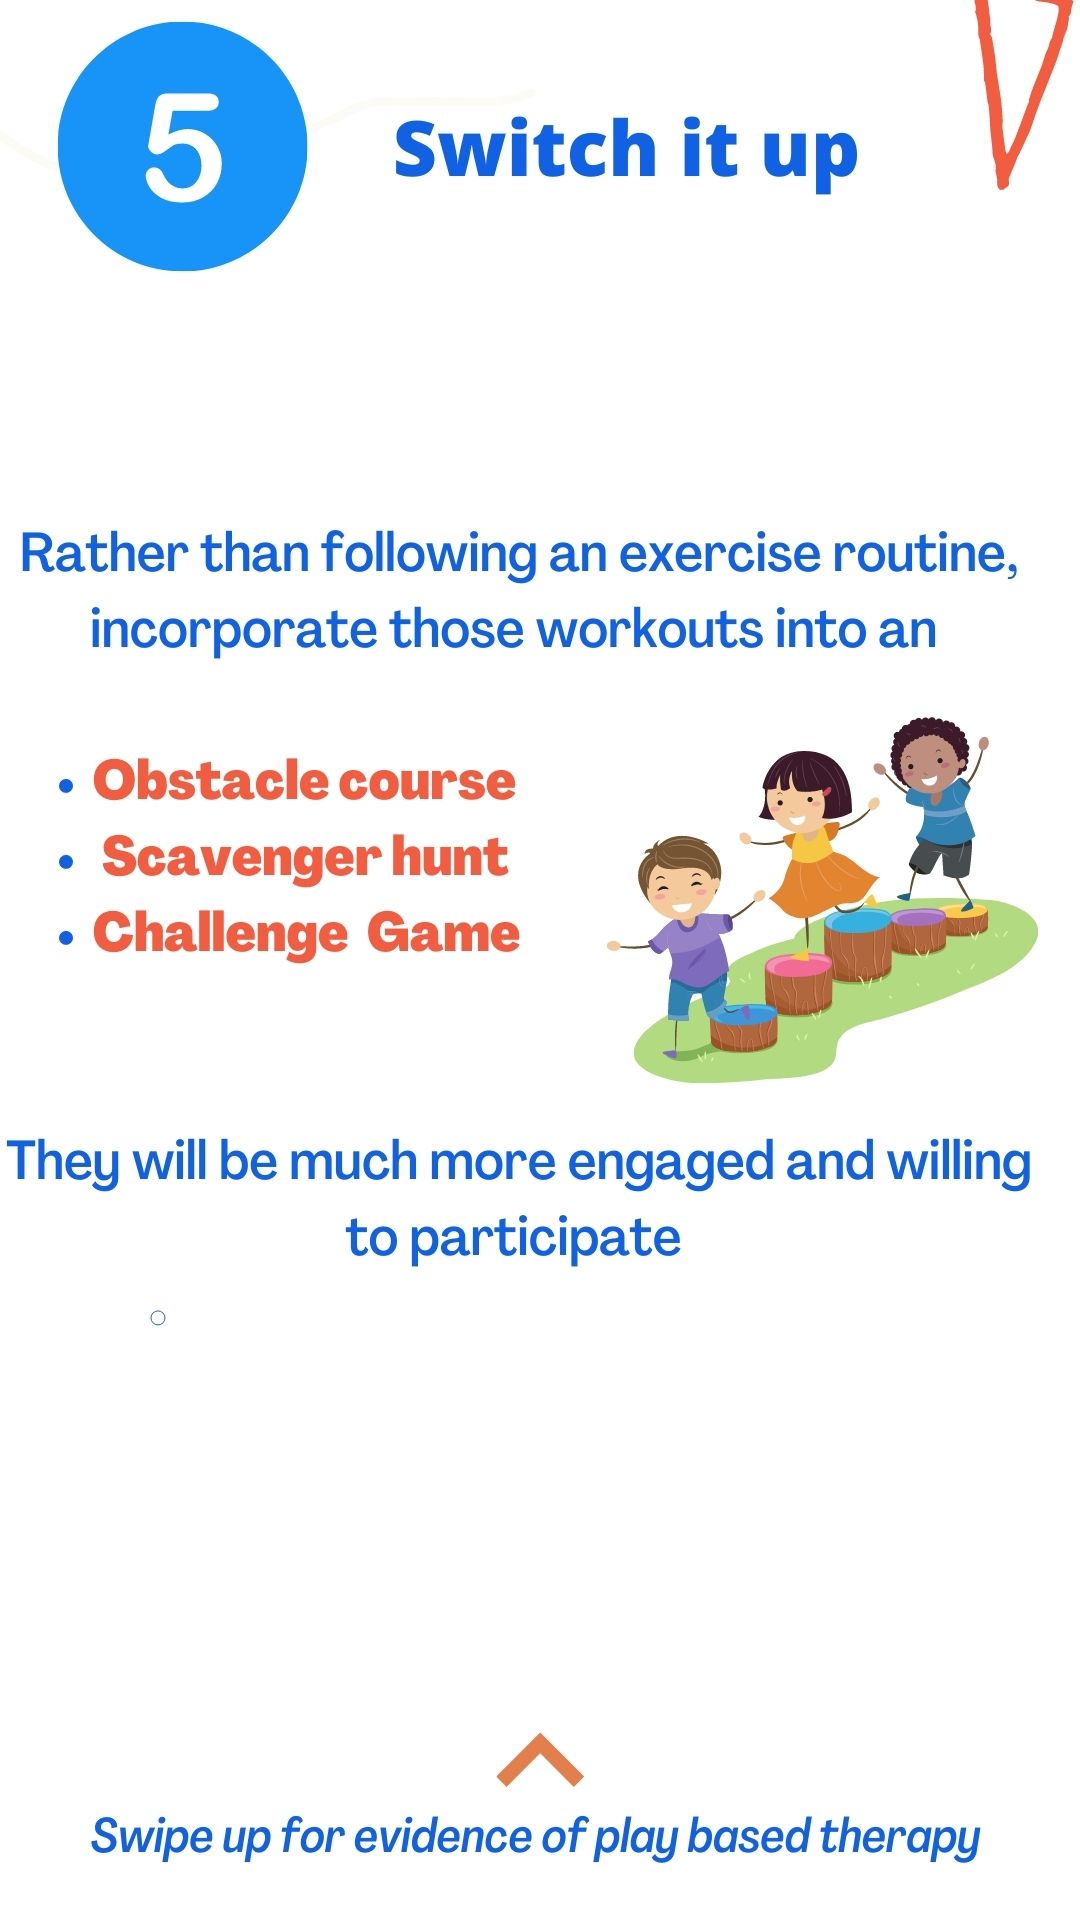 5
Switch it up
Rather than following an exercise routine,
incorporate those workouts into an
• Obstacle course
• Scavenger hunt
• Challenge Game
They will be much more engaged and willing
to participate
Swipe up for evidence of play based therapy